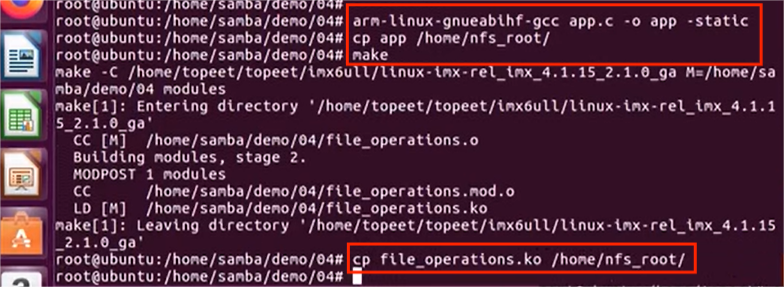 root@ubuntu:/home/samba/demo/04#
root@ubuntu:/home/samba/demo/04# arm-linux-gnueabihf-gcc app.c -o app -static
root@ubuntu:/home/samba/demo/04# cp app /home/nfs_root/
root@ubuntu:/home/samba/demo/04# make
make -C /home/topeet/topeet/imx6ull/linux-imx-rel_imx_4.1.15_2.1.0_ga M=/home/sa
mba/demo/04 modules
make[1]: Entering directory '/home/topeet/topeet/imx6ull/linux-imx-rel_imx_4.1.1
5_2.1.0_ga'
CC [M] /home/samba/demo/04/file_operations.o
Building modules, stage 2.
MODPOST 1 modules
CC /home/samba/demo/04/file_operations.mod.o
LD [M] /home/samba/demo/04/file_operations.ko
make[1]: Leaving directory '/home/topeet/topeet/imx6ull/linux-imx-rel_imx_4.1.15
_2.1.0_ga'
root@ubuntu:/home/samba/demo/04# cp file_operations.ko /home/nfs_root/
root@ubuntu:/home/samba/demo/04#